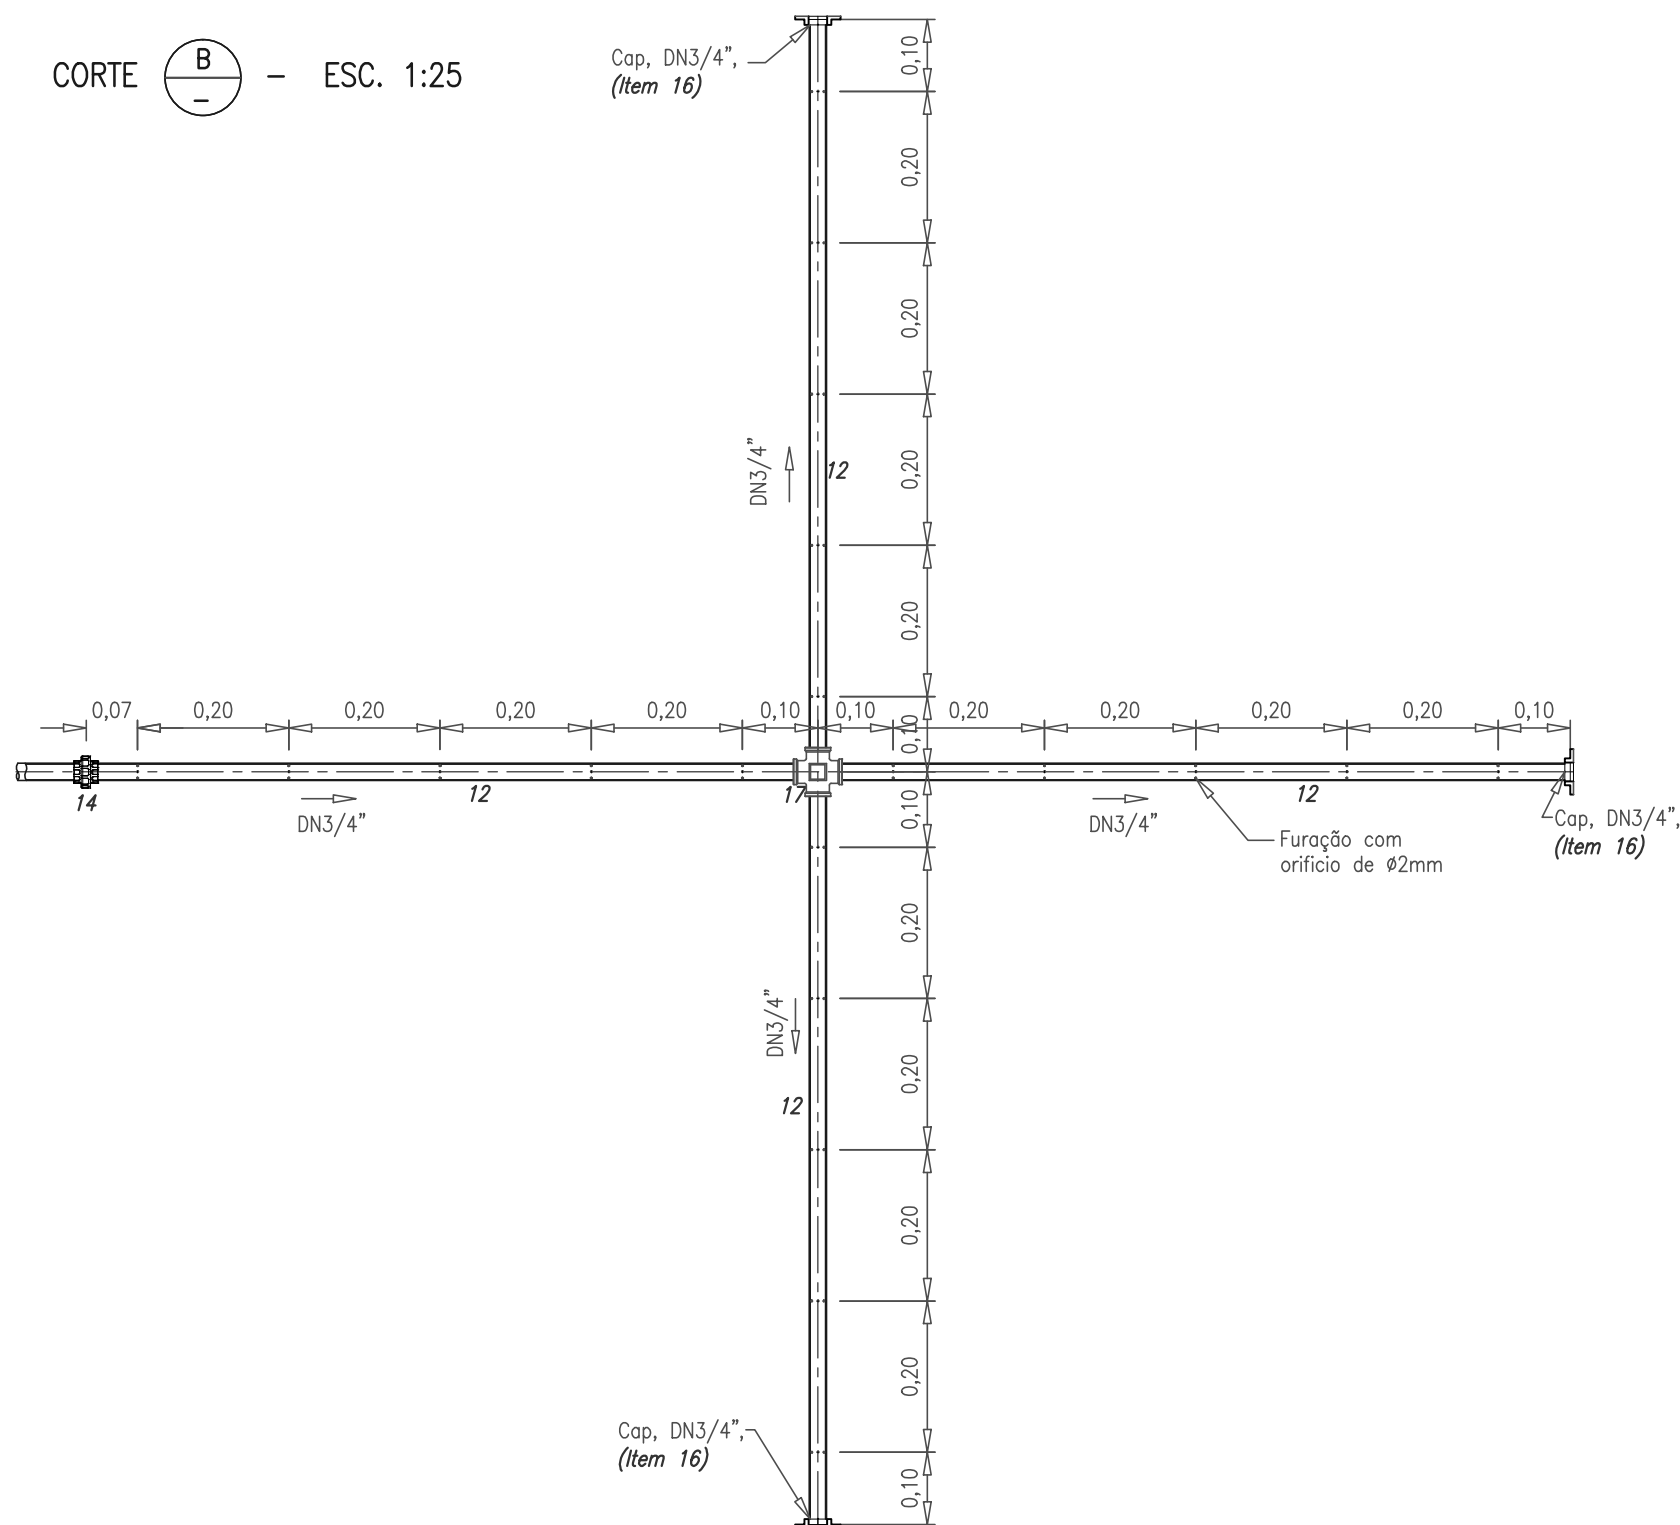 CORTE B - ESC. 1:25
–
Cap, DN3/4",
(Item 16)
0,10
0,20
0,20
0,20
0,20
0,10
DN3/4"
12
0,07 0,20 0,20 0,20 0,20 0,10 0,10 0,20 0,20 0,20 0,20 0,10
14 12 17 12
DN3/4" DN3/4"
Cap, DN3/4",
(Item 16)
Furação com
orificio de ø2mm
0,10
0,20
0,20
0,20
0,20
0,10
DN3/4"
12
Cap, DN3/4",
(Item 16)